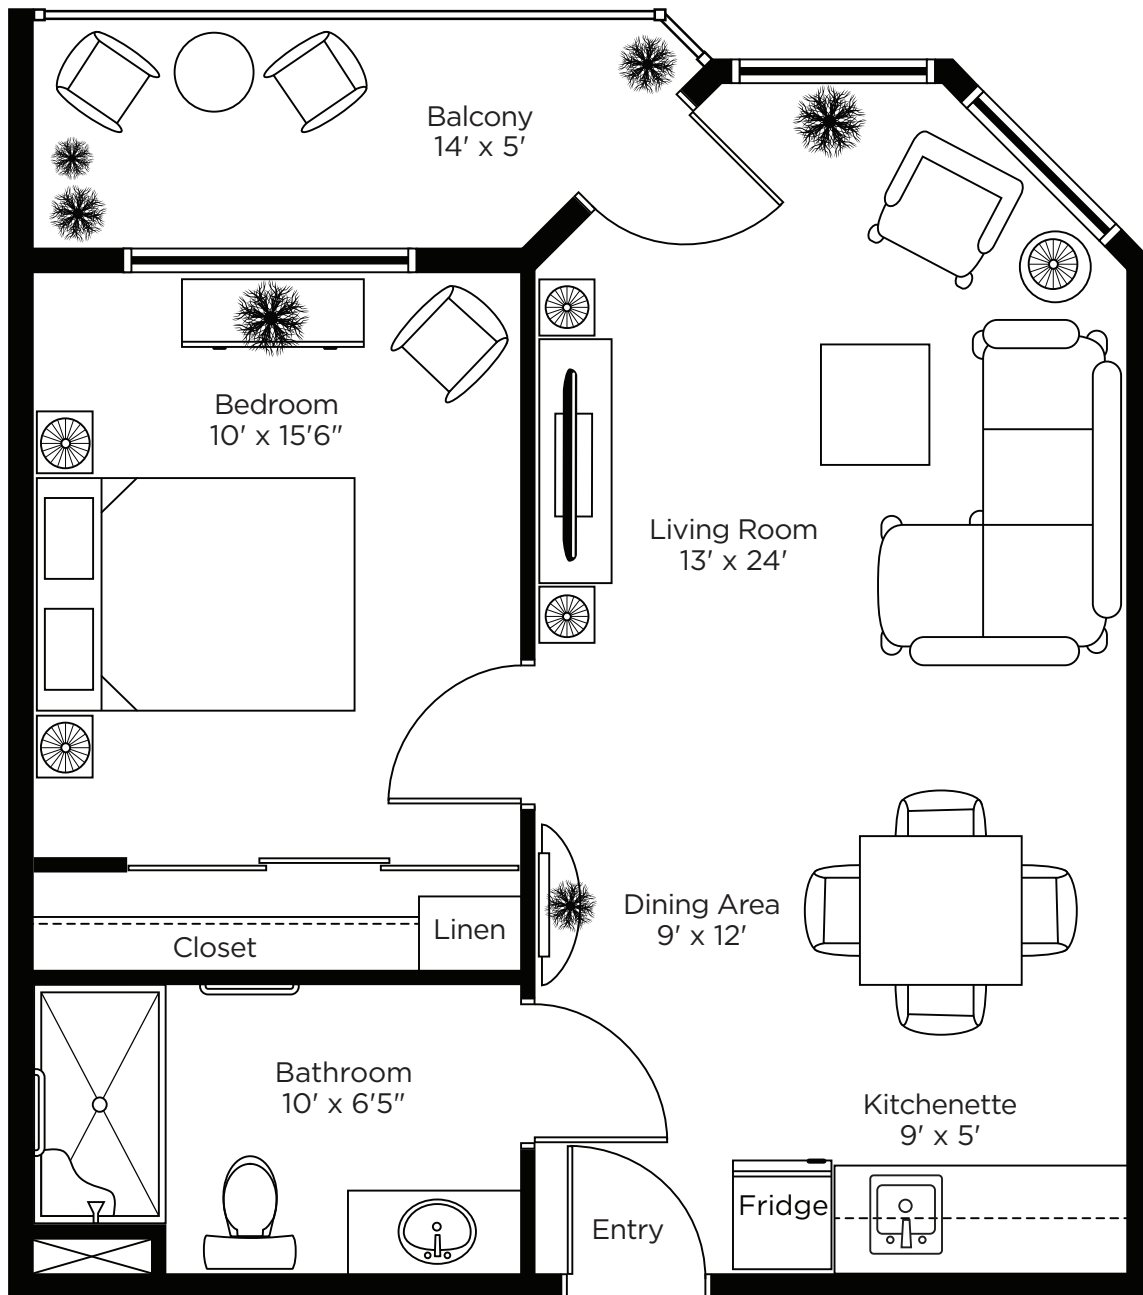 Balcony
14' x 5'
Bedroom
10' x 15'6"
Living Room
13' x 24'
Dining Area
9' x 12'
Linen
Closet
Bathroom
10' x 6'5"
Kitchenette
9' x 5'
Fridge
Entry